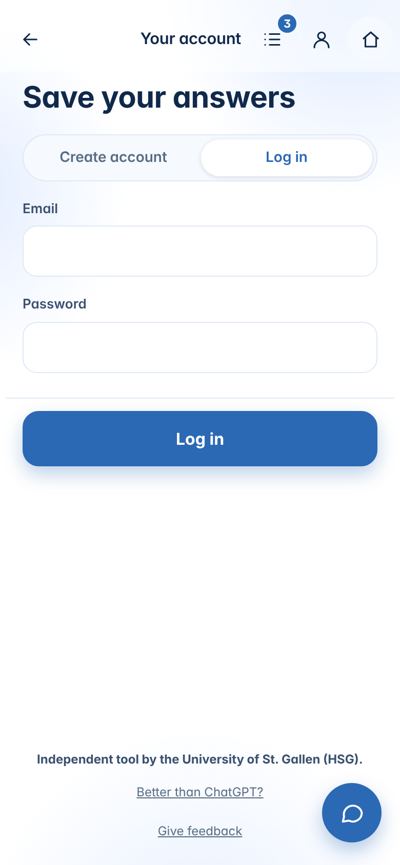 Your account
3
Save your answers
Create account
Log in
Email
Password
Log in
Independent tool by the University of St. Gallen (HSG).
Better than ChatGPT?
Give feedback